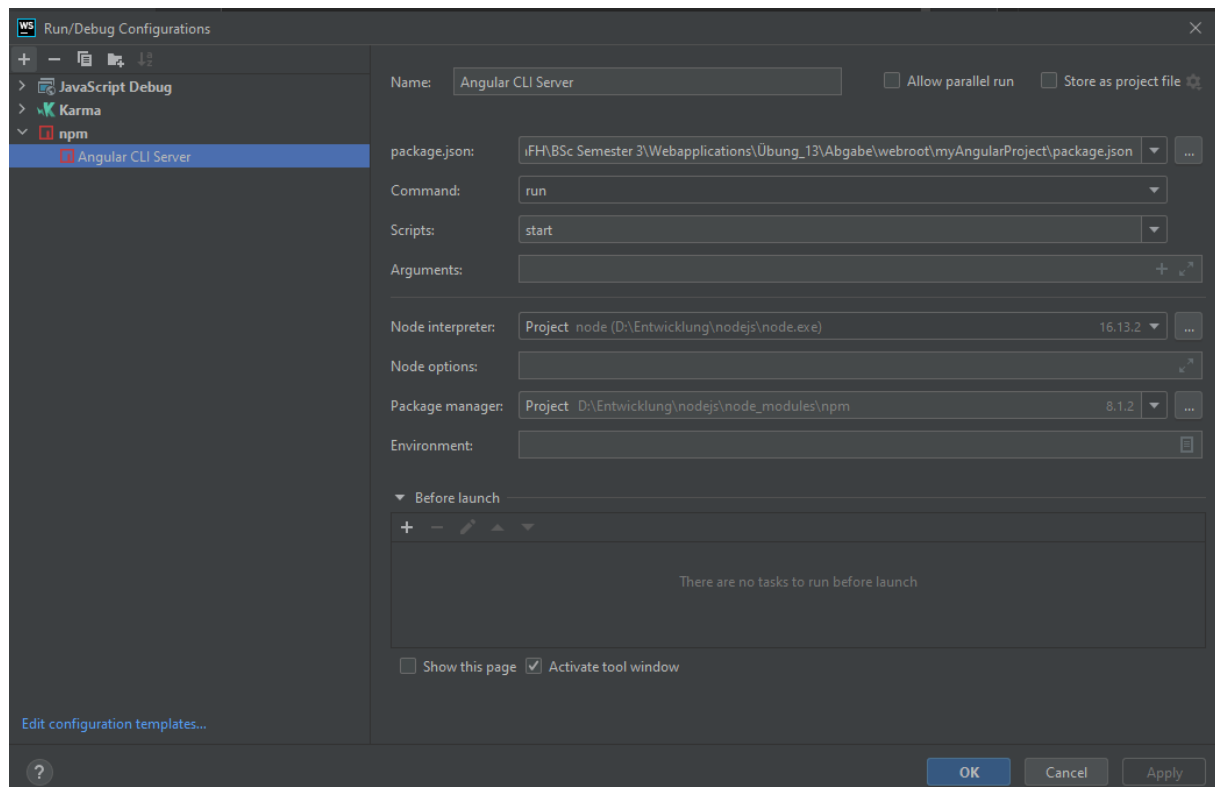 WS Run/Debug Configurations
JavaScript Debug
Karma
npm
Angular CLI Server
Edit configuration templates...
Name: Angular CLI Server Allow parallel run Store as project file
package.json: ıFH\BSc Semester 3\Webapplications\Übung_13\Abgabe\webroot\myAngularProject\package.json ...
Command: run
Scripts: start
Arguments:
Node interpreter: Project node (D:\Entwicklung\nodejs\node.exe) 16.13.2 ...
Node options:
Package manager: Project D:\Entwicklung\nodejs\node_modules\npm 8.1.2 ...
Environment:
Before launch
There are no tasks to run before launch
Show this page Activate tool window
? OK Cancel Apply